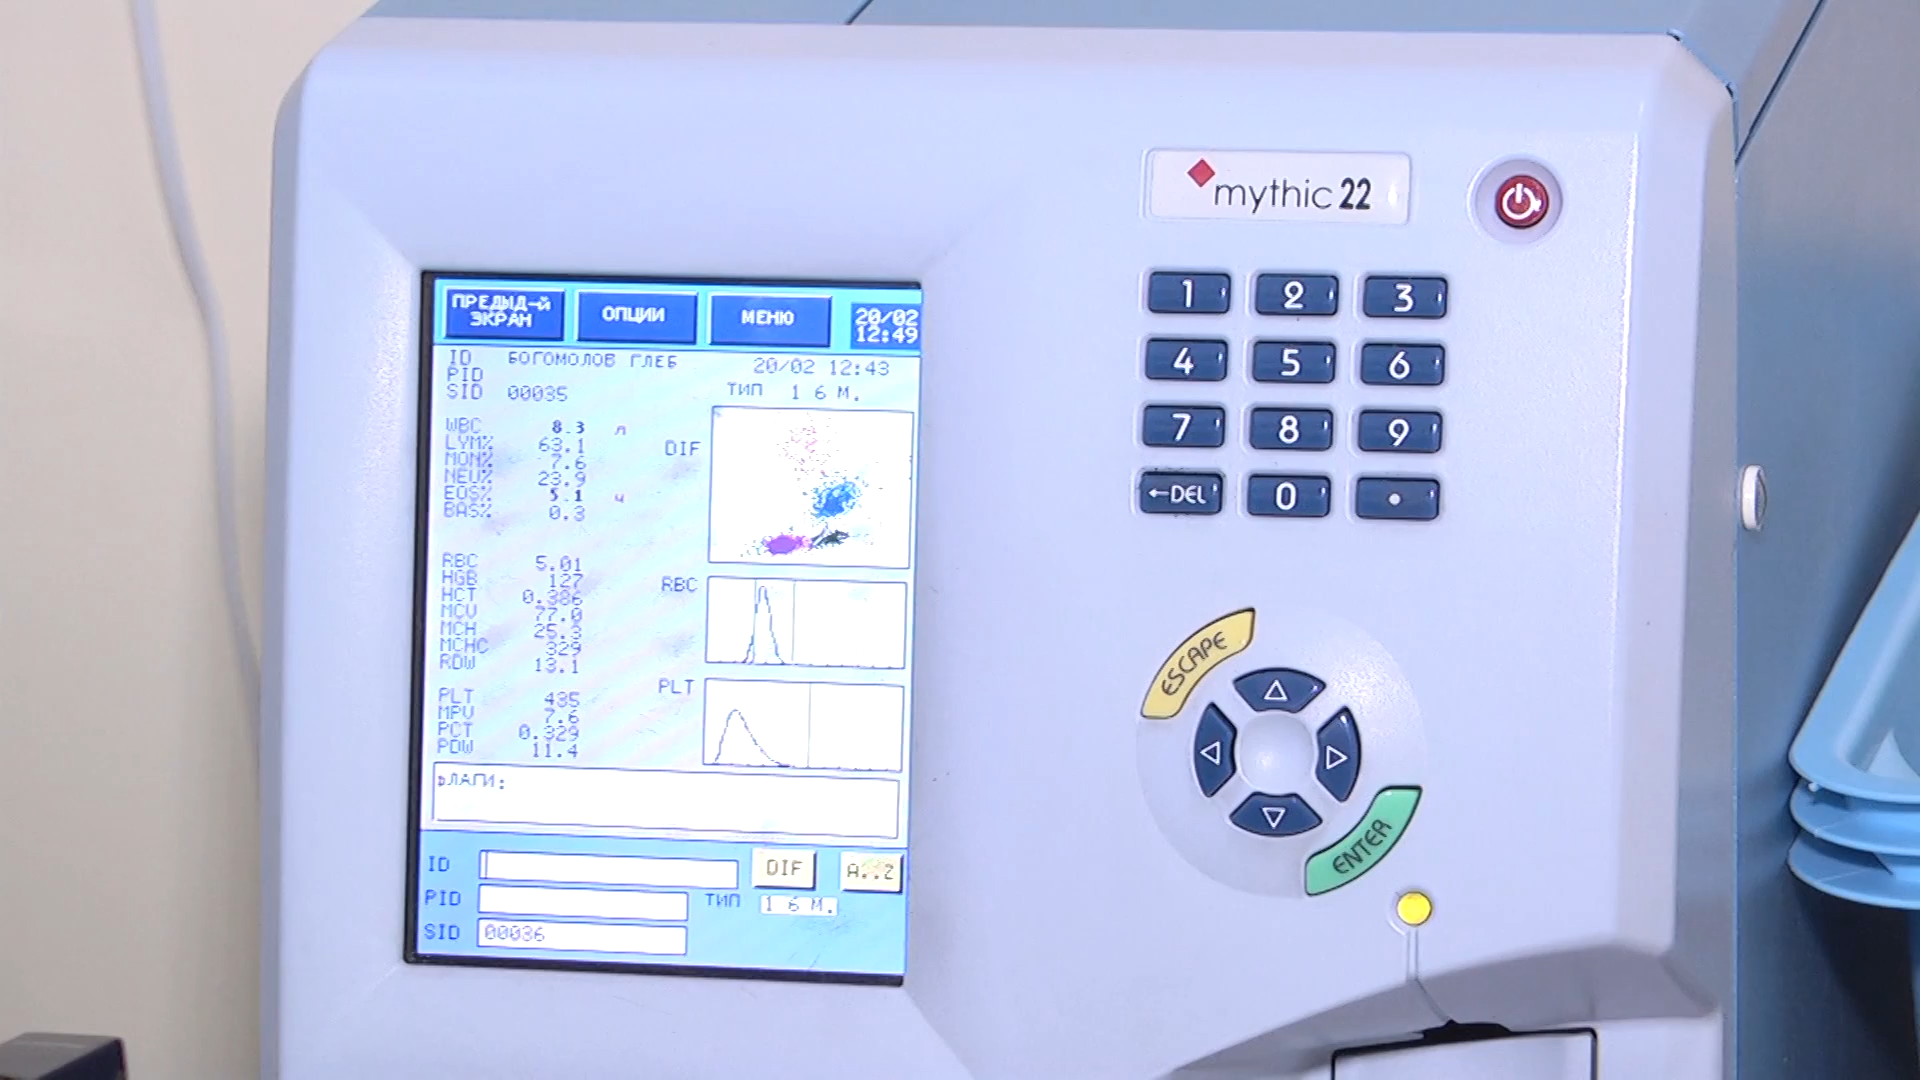 mythic 22
ПРЕДЫД-й ЭКРАН
ОПЦИИ
МЕНЮ
20/02 12:49
ID БОГОМОЛОВ ГЛЕБ 20/02 12:43
PID
SID 00035 ТИП 1 6 М.
WBC 8.3 л
LYM% 63.1
MON% 7.6
NEU% 23.9
EOS% 5.1 ч
BAS% 0.3
DIF
RBC 5.01
HGB 127
HCT 0.386
MCV 77.0
MCH 25.3
MCHC 329
RDW 13.1
RBC
PLT 435
MPV 7.6
PCT 0.329
PDW 11.4
PLT
ЛАГИ:
ID DIF A..Z
PID ТИП 1 6 М.
SID 00036
1 2 3
4 5 6
7 8 9
←DEL 0 .
ESCAPE
ENTER